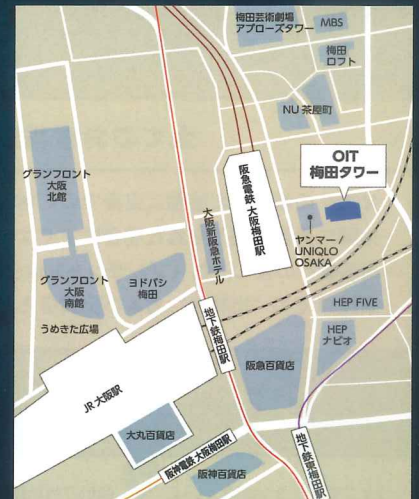 梅田芸術劇場
アプローズタワー
MBS
梅田
ロフト
NU 茶屋町
OIT
梅田タワー
グランフロント
大阪
北館
阪急電鉄 大阪梅田駅
大阪新阪急ホテル
ヤンマー/
UNIQLO
OSAKA
グランフロント
大阪
南館
ヨドバシ
梅田
HEP FIVE
うめきた広場
地下鉄梅田駅
HEP
ナビオ
阪急百貨店
JR 大阪駅
大丸百貨店
阪神電鉄 大阪梅田駅
阪神百貨店
地下鉄東梅田駅